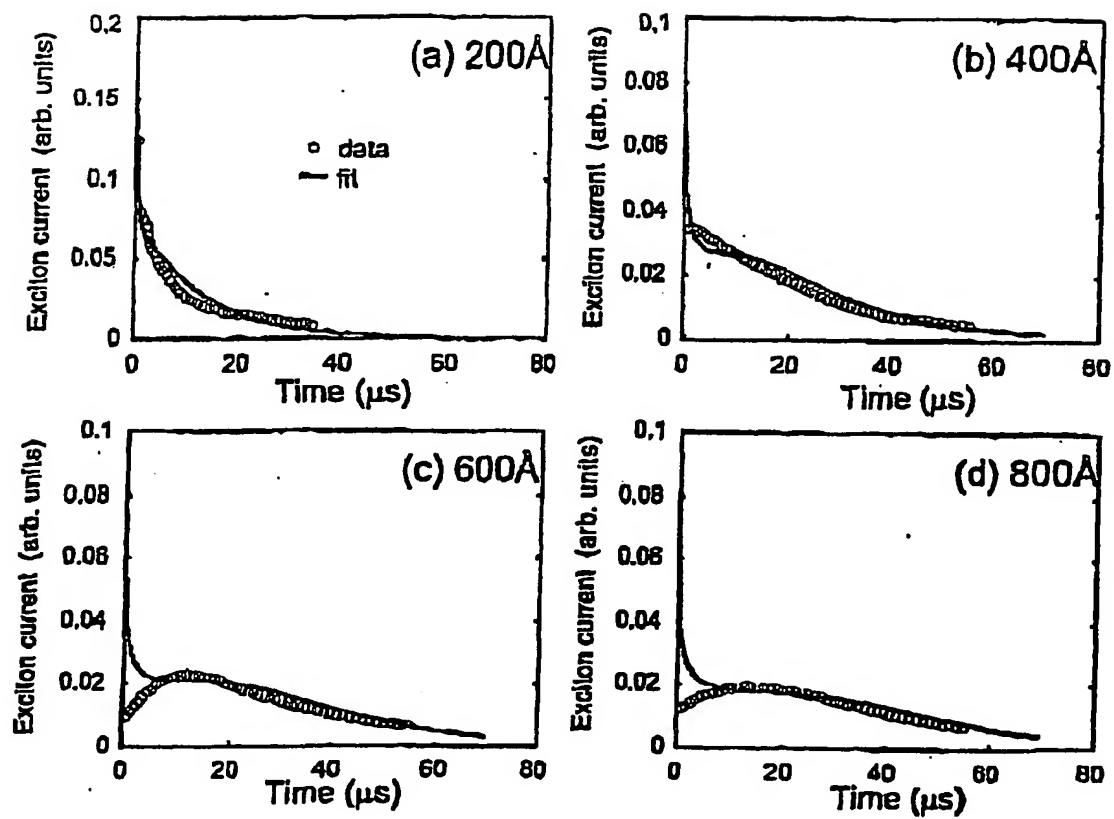 (a) 200Å
Exciton current (arb. units)
0.2
0.15
0.1
0.05
0
data
fit
0 20 40 60 80
Time (μs)
(b) 400Å
Exciton current (arb. units)
0.1
0.08
0.06
0.04
0.02
0
0 20 40 60 80
Time (μs)
(c) 600Å
Exciton current (arb. units)
0.1
0.08
0.06
0.04
0.02
0
0 20 40 60 80
Time (μs)
(d) 800Å
Exciton current (arb. units)
0.1
0.08
0.06
0.04
0.02
0
0 20 40 60 80
Time (μs)